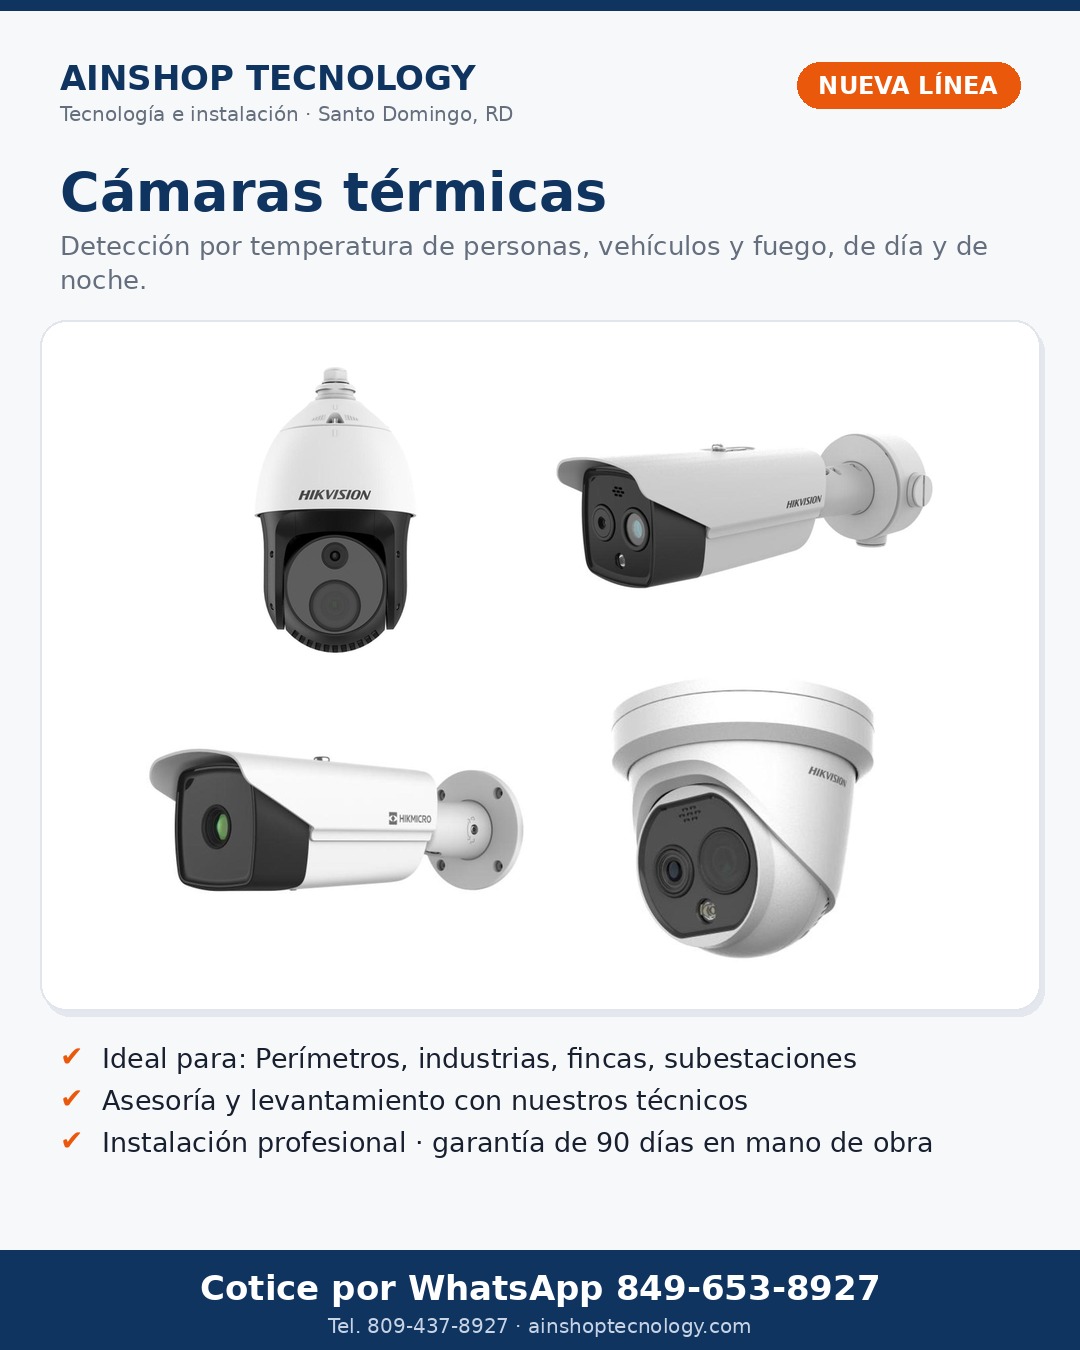 AINSHOP TECNOLOGY
Tecnología e instalación · Santo Domingo, RD
NUEVA LÍNEA
Cámaras térmicas
Detección por temperatura de personas, vehículos y fuego, de día y de
noche.
HIKVISION
HIKVISION
HIKMICRO
HIKVISION
✔ Ideal para: Perímetros, industrias, fincas, subestaciones
✔ Asesoría y levantamiento con nuestros técnicos
✔ Instalación profesional · garantía de 90 días en mano de obra
Cotice por WhatsApp 849-653-8927
Tel. 809-437-8927 · ainshoptecnology.com